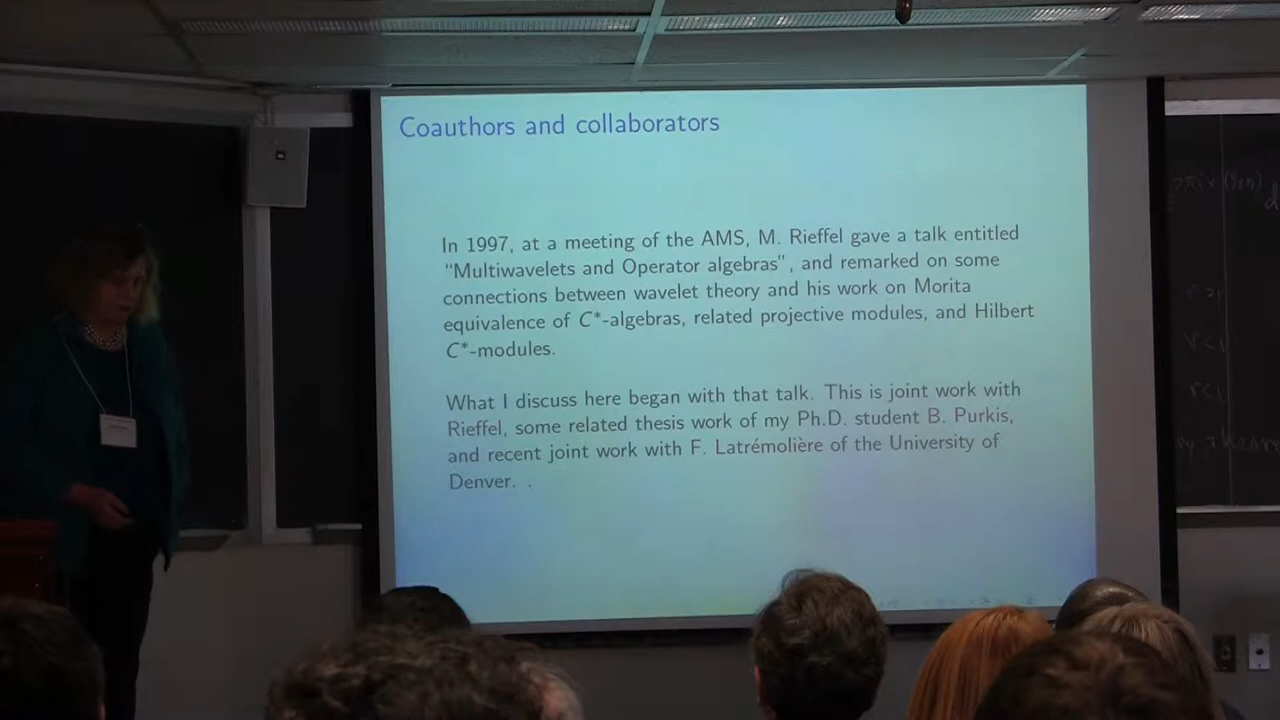 Coauthors and collaborators
In 1997, at a meeting of the AMS, M. Rieffel gave a talk entitled
"Multiwavelets and Operator algebras", and remarked on some
connections between wavelet theory and his work on Morita
equivalence of C*-algebras, related projective modules, and Hilbert
C*-modules.
What I discuss here began with that talk. This is joint work with
Rieffel, some related thesis work of my Ph.D. student B. Purkis,
and recent joint work with F. Latrémolière of the University of
Denver. .